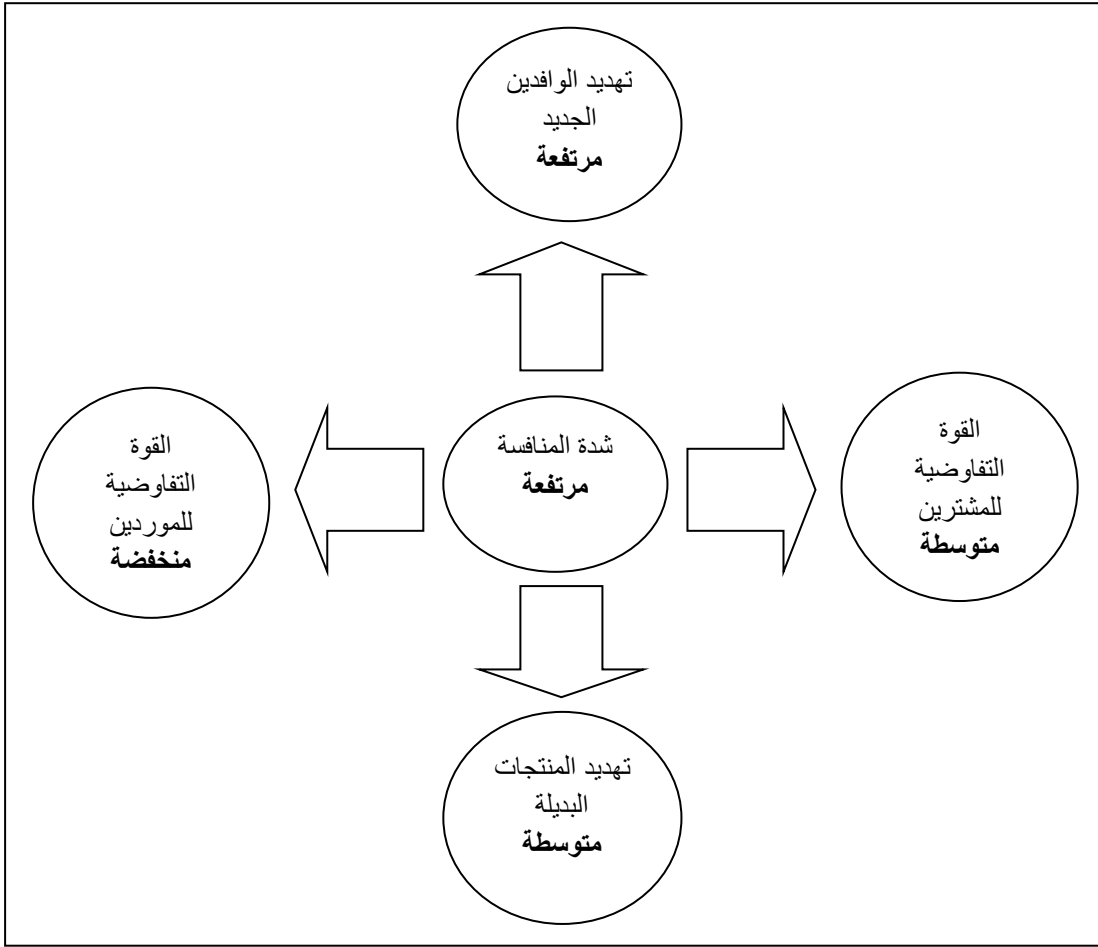 تهديد الوافدين
الجديد
مرتفعة
شدة المنافسة
مرتفعة
القوة
التفاوضية
للمشترين
متوسطة
القوة
التفاوضية
للموردين
منخفضة
تهديد المنتجات
البديلة
متوسطة